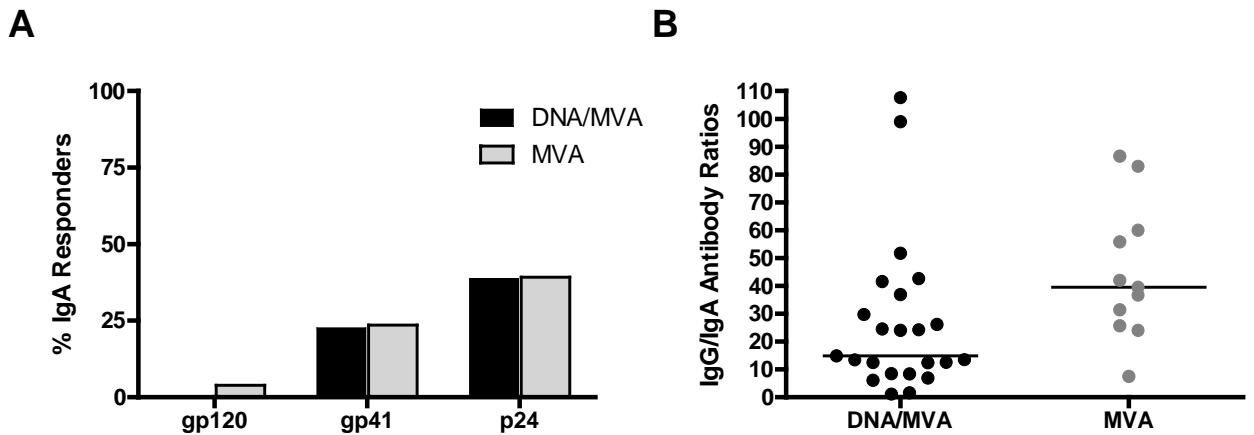 A
% IgA Responders
100
75
50
25
0
gp120
gp41
p24
DNA/MVA
MVA
B
IgG/IgA Antibody Ratios
110
100
90
80
70
60
50
40
30
20
10
0
DNA/MVA
MVA